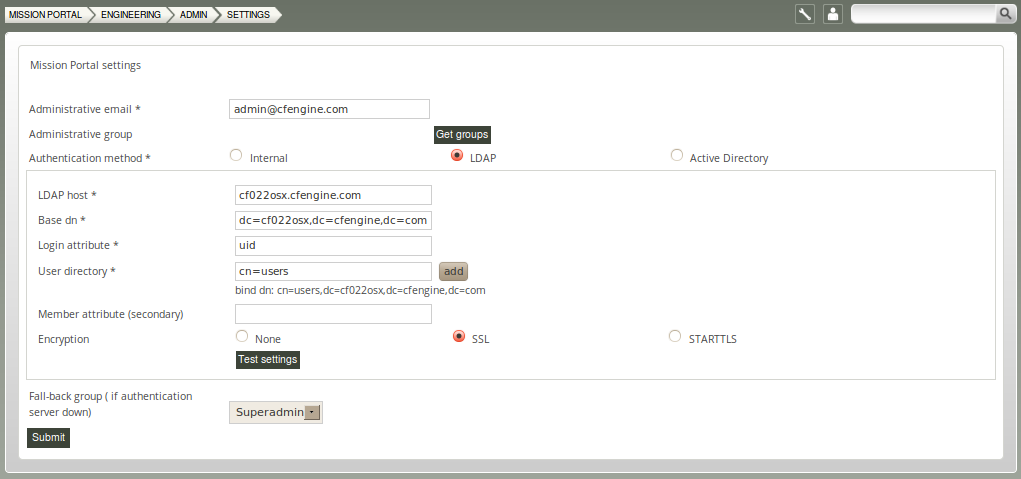 MISSION PORTAL ENGINEERING ADMIN SETTINGS
Mission Portal settings
Administrative email * admin@cfengine.com
Administrative group Get groups
Authentication method * Internal LDAP Active Directory
LDAP host * cf022osx.cfengine.com
Base dn * dc=cf022osx,dc=cfengine,dc=com
Login attribute * uid
User directory * cn=users add
bind dn: cn=users,dc=cf022osx,dc=cfengine,dc=com
Member attribute (secondary)
Encryption None SSL STARTTLS
Test settings
Fall-back group ( if authentication
server down) Superadmin
Submit